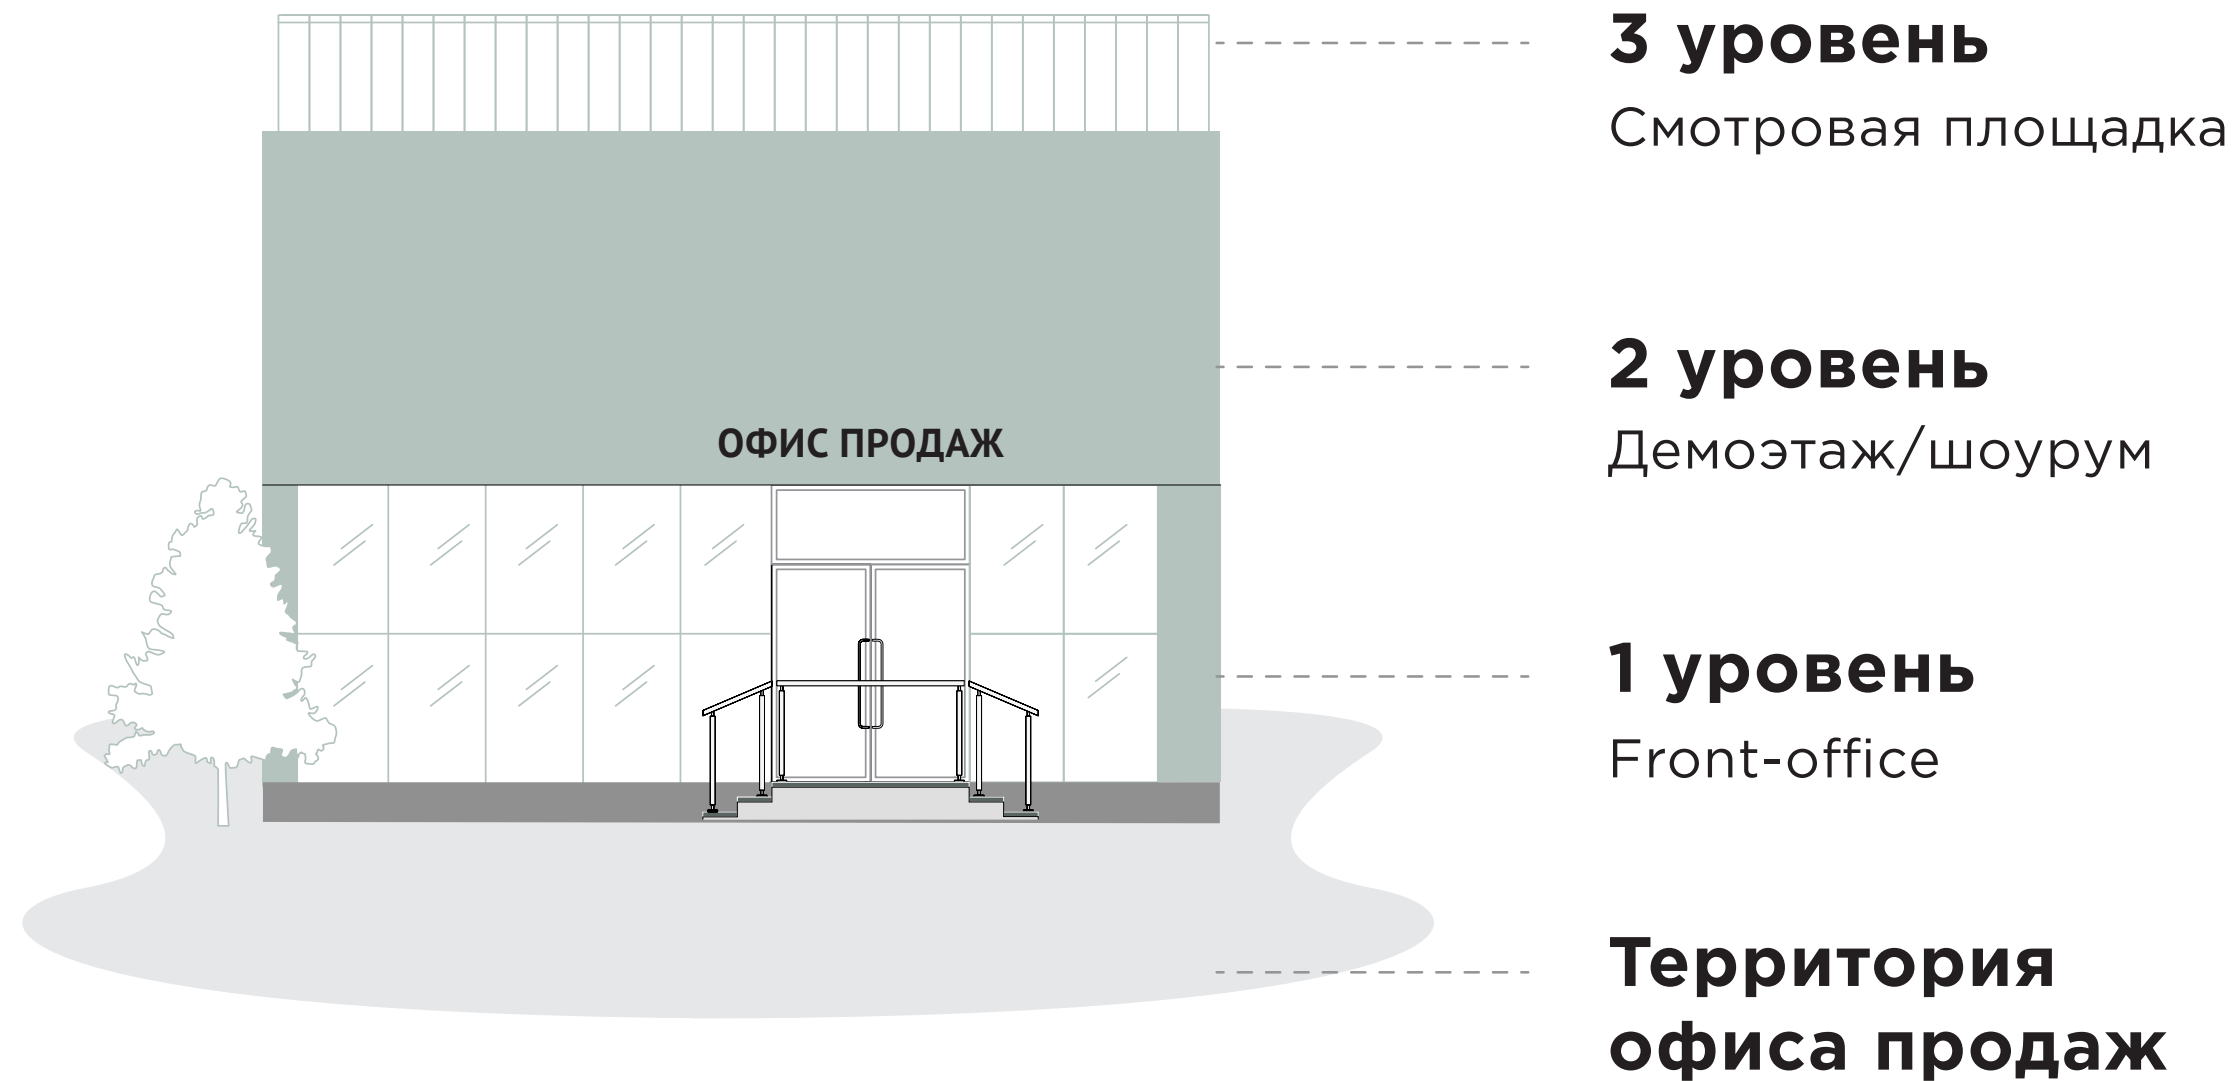 3 уровень
Смотровая площадка
2 уровень
Демоэтаж/шоурум
ОФИС ПРОДАЖ
1 уровень
Front-office
Территория
офиса продаж